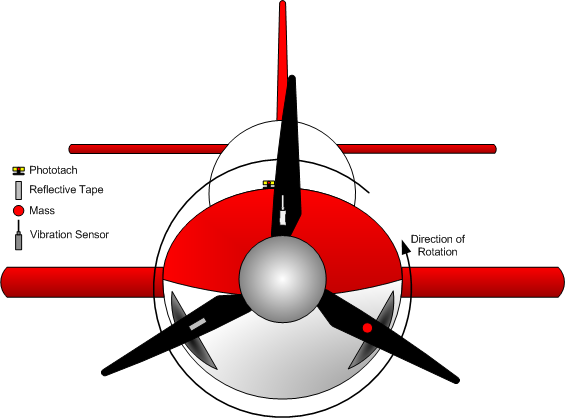 Phototach
Reflective Tape
Mass
Vibration Sensor
Direction of
Rotation